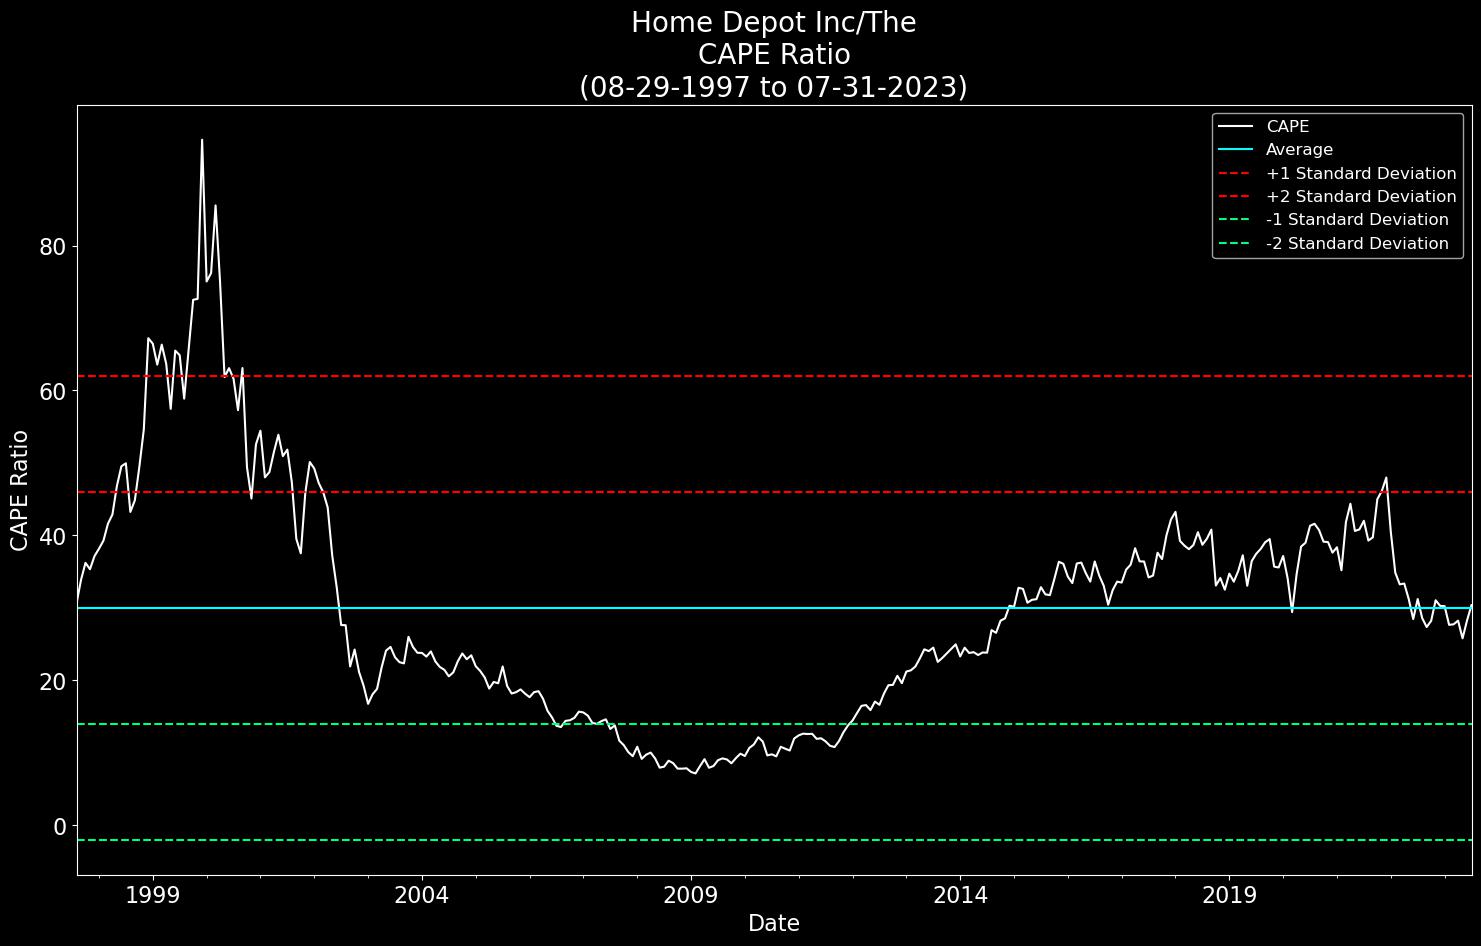 Home Depot Inc/The
CAPE Ratio
(08-29-1997 to 07-31-2023)
CAPE
Average
+1 Standard Deviation
+2 Standard Deviation
-1 Standard Deviation
-2 Standard Deviation
CAPE Ratio
80
60
40
20
0
1999 2004 2009 2014 2019
Date